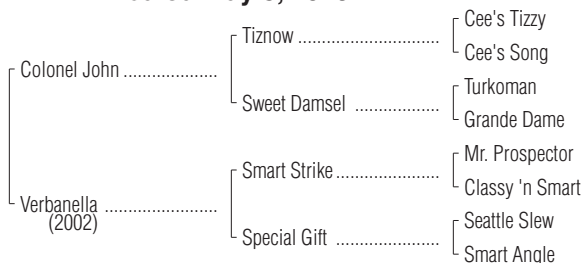 Cee's Tizzy
Tiznow
Cee's Song
Colonel John
Turkoman
Sweet Damsel
Grande Dame
Mr. Prospector
Smart Strike
Classy 'n Smart
Verbanella
(2002)
Seattle Slew
Special Gift
Smart Angle